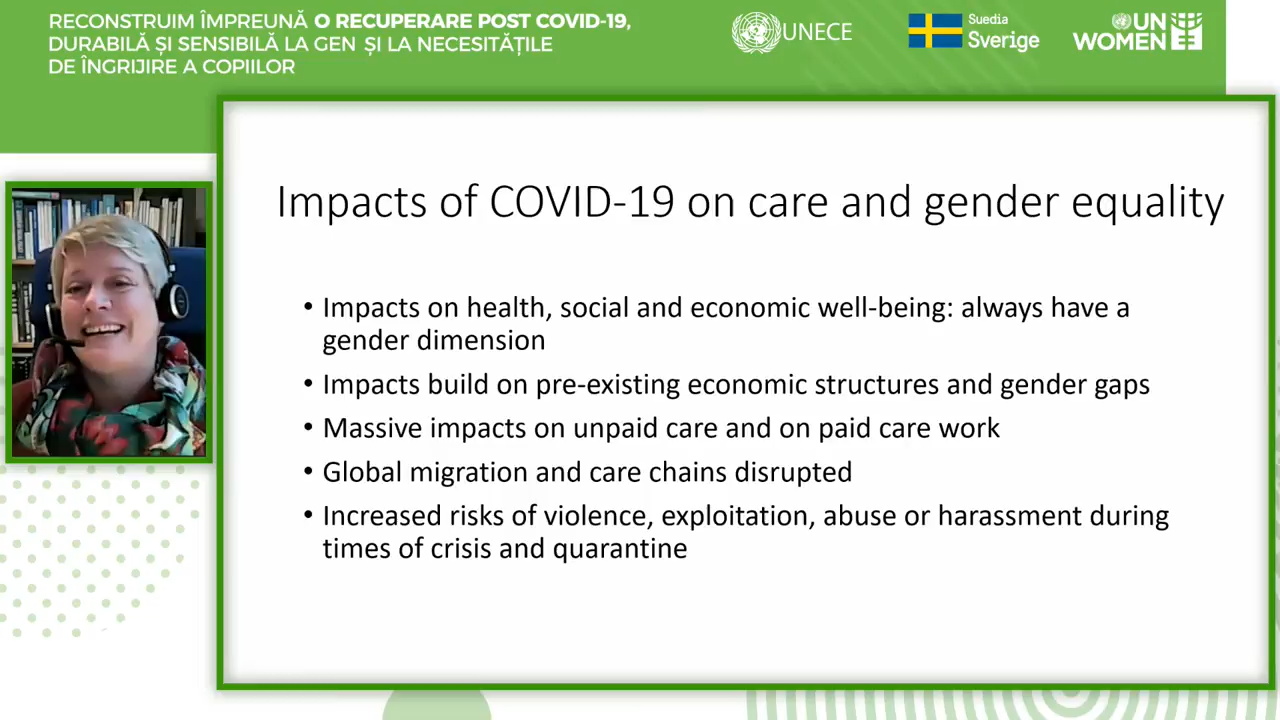 RECONSTRUIM ÎMPREUNĂ O RECUPERARE POST COVID-19,
DURABILĂ ȘI SENSIBILĂ LA GEN ȘI LA NECESITĂȚILE
DE ÎNGRIJIRE A COPIILOR
UNECE
Suedia
Sverige
UN
WOMEN
Impacts of COVID-19 on care and gender equality
• Impacts on health, social and economic well-being: always have a
gender dimension
• Impacts build on pre-existing economic structures and gender gaps
• Massive impacts on unpaid care and on paid care work
• Global migration and care chains disrupted
• Increased risks of violence, exploitation, abuse or harassment during
times of crisis and quarantine